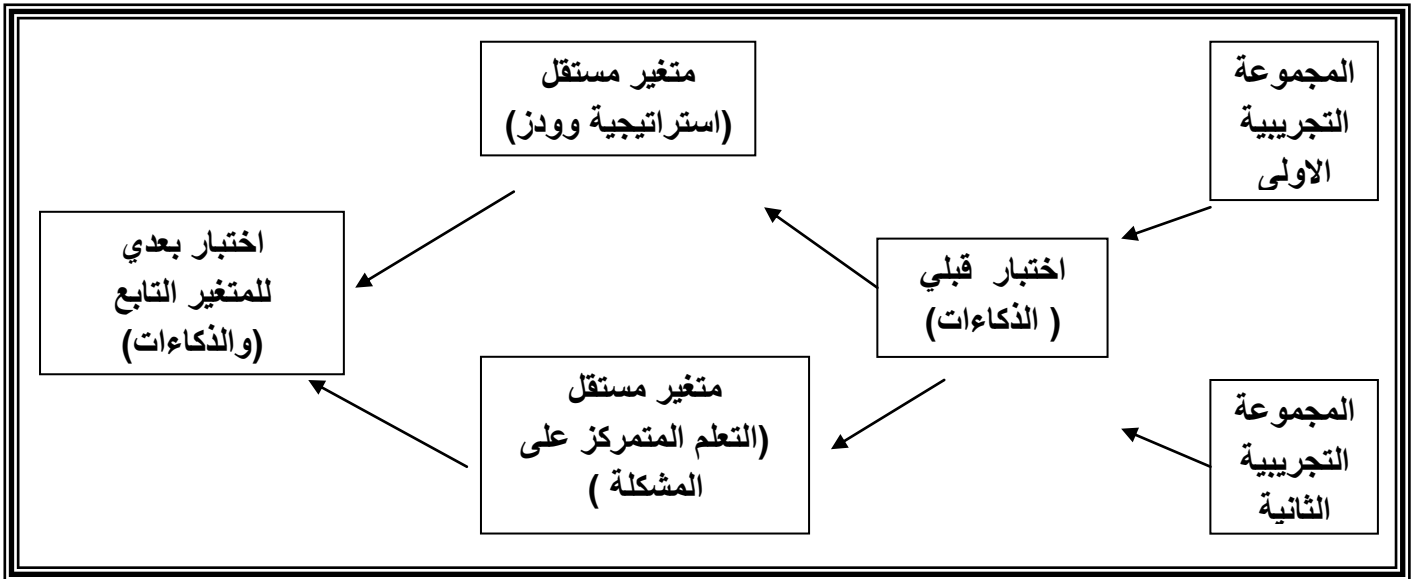 المجموعة
التجريبية
الاولى
متغير مستقل
(استراتيجية وودز)
اختبار قبلي
( الذكاءات)
اختبار بعدي
للمتغير التابع
(والذكاءات)
متغير مستقل
(التعلم المتمركز على
المشكلة )
المجموعة
التجريبية
الثانية